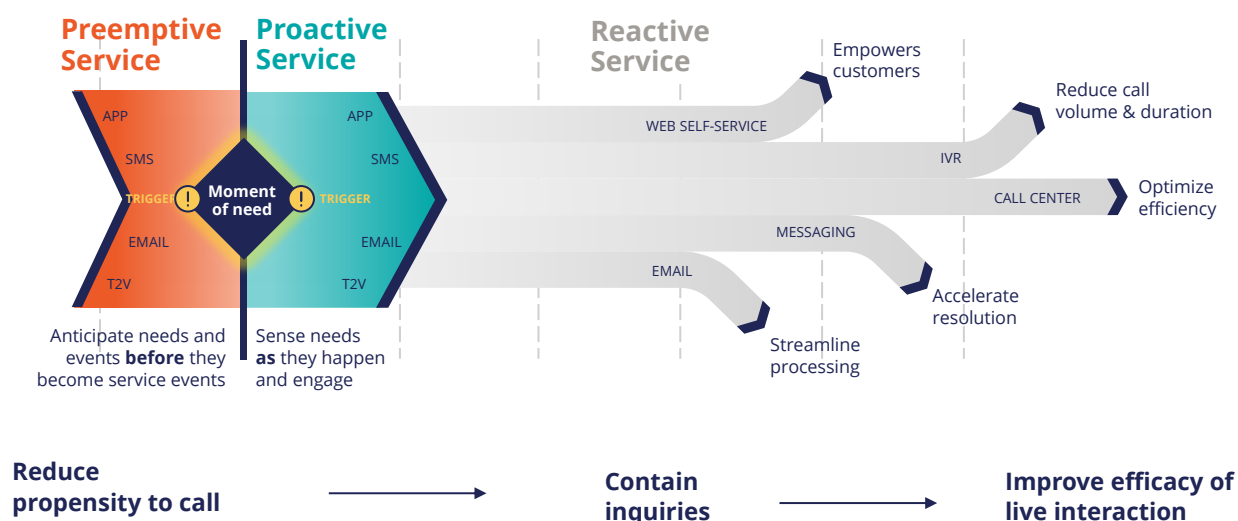 Preemptive
Service
Proactive
Service
Reactive
Service
APP
SMS
TRIGGER
EMAIL
T2V
Moment
of need
APP
SMS
TRIGGER
EMAIL
T2V
WEB SELF-SERVICE
IVR
CALL CENTER
MESSAGING
EMAIL
Empowers
customers
Reduce call
volume & duration
Optimize
efficiency
Accelerate
resolution
Streamline
processing
Anticipate needs and
events before they
become service events
Sense needs
as they happen
and engage
Reduce
propensity to call
Contain
inquiries
Improve efficacy of
live interaction